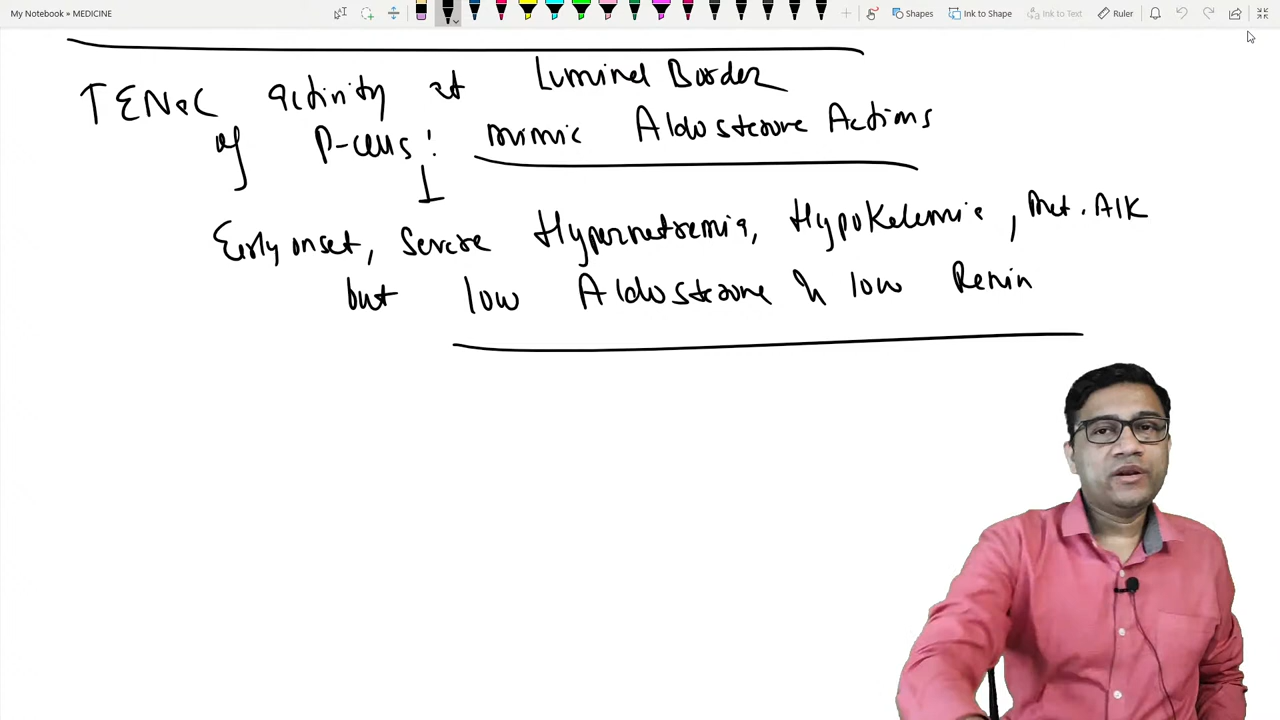 My Notebook » MEDICINE
Shapes Ink to Shape Ink to Text Ruler
↑ ENaC activity at Luminal Border
of P-cells: mimic Aldosterone Actions
↓
Early onset, Severe Hypernatremia, Hypokalemia, Met. Alk
but low Aldosterone & low Renin